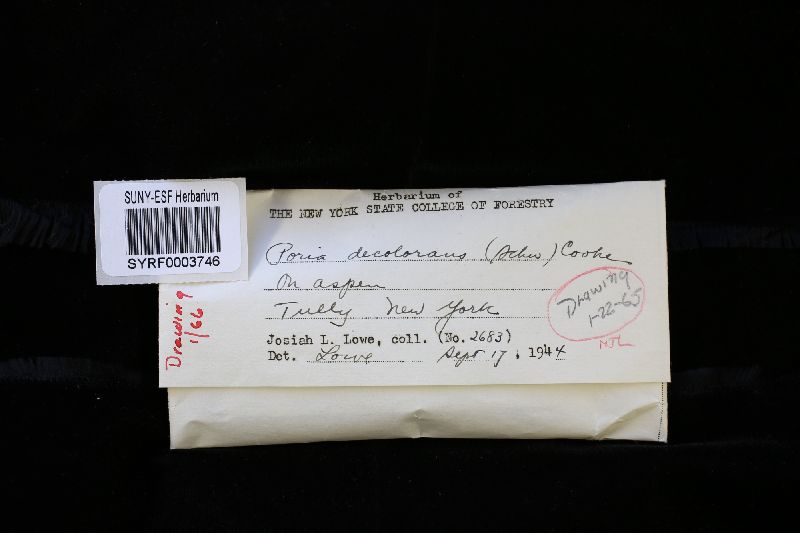 SUNY-ESF Herbarium
SYRF0003746
Herbarium of
THE NEW YORK STATE COLLEGE OF FORESTRY
Poria decolorans (Schw) Cooke
On aspen
Tully New York
Josiah L. Lowe, coll. (No. 2683)
Det. Lowe Sept 17, 1944
Drawing
1/66
Drawing
1-22-65